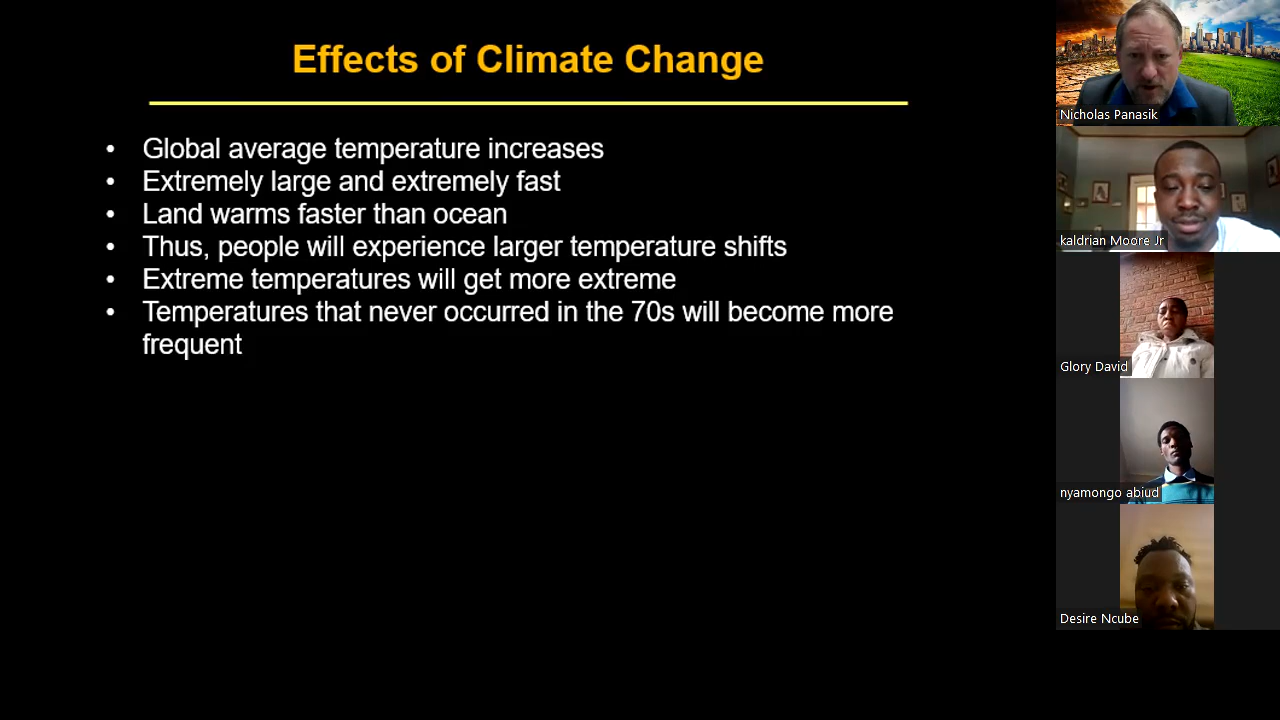 Effects of Climate Change
• Global average temperature increases
• Extremely large and extremely fast
• Land warms faster than ocean
• Thus, people will experience larger temperature shifts
• Extreme temperatures will get more extreme
• Temperatures that never occurred in the 70s will become more
frequent
Nicholas Panasik
kaldrian Moore Jr
Glory David
nyamongo abiud
Desire Ncube